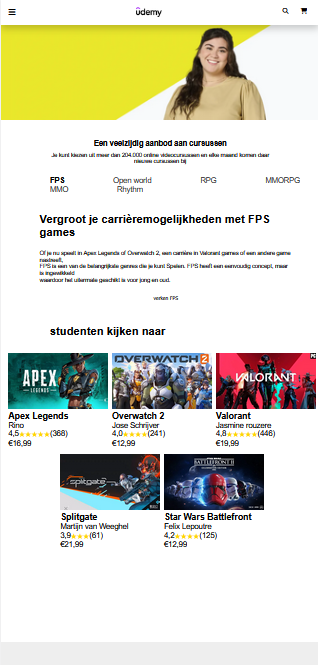 ûdemy
Een veelzijdig aanbod aan cursussen
Je kunt kiezen uit meer dan 204.000 online videocursussen en elke maand komen daar
nieuwe cursussen bij
FPS Open world RPG MMORPG
MMO Rhythm
Vergroot je carrièremogelijkheden met FPS
games
Of je nu speelt in Apex Legends of Overwatch 2, een carrière in Valorant games of een andere game
nastreeft,
FPS is een van de belangrijkste genres die je kunt Spelen. FPS heeft een eenvoudig concept, maar
is ingewikkeld
waardoor het uitermate geschikt is voor jong en oud.
verken FPS
studenten kijken naar
APEX
LEGENDS
OVERWATCH 2
VALORANT
Apex Legends
Rino
4,5 ★★★★★(368)
€16,99
Overwatch 2
Jose Schrijver
4,0 ★★★★(241)
€12,99
Valorant
Jasmine rouzere
4,8 ★★★★★(446)
€19,99
splitgate
STAR WARS
BATTLEFRONT II
Splitgate
Martijn van Weeghel
3,9 ★★★(61)
€21,99
Star Wars Battlefront
Felix Lepoutre
4,2 ★★★★(125)
€12,99